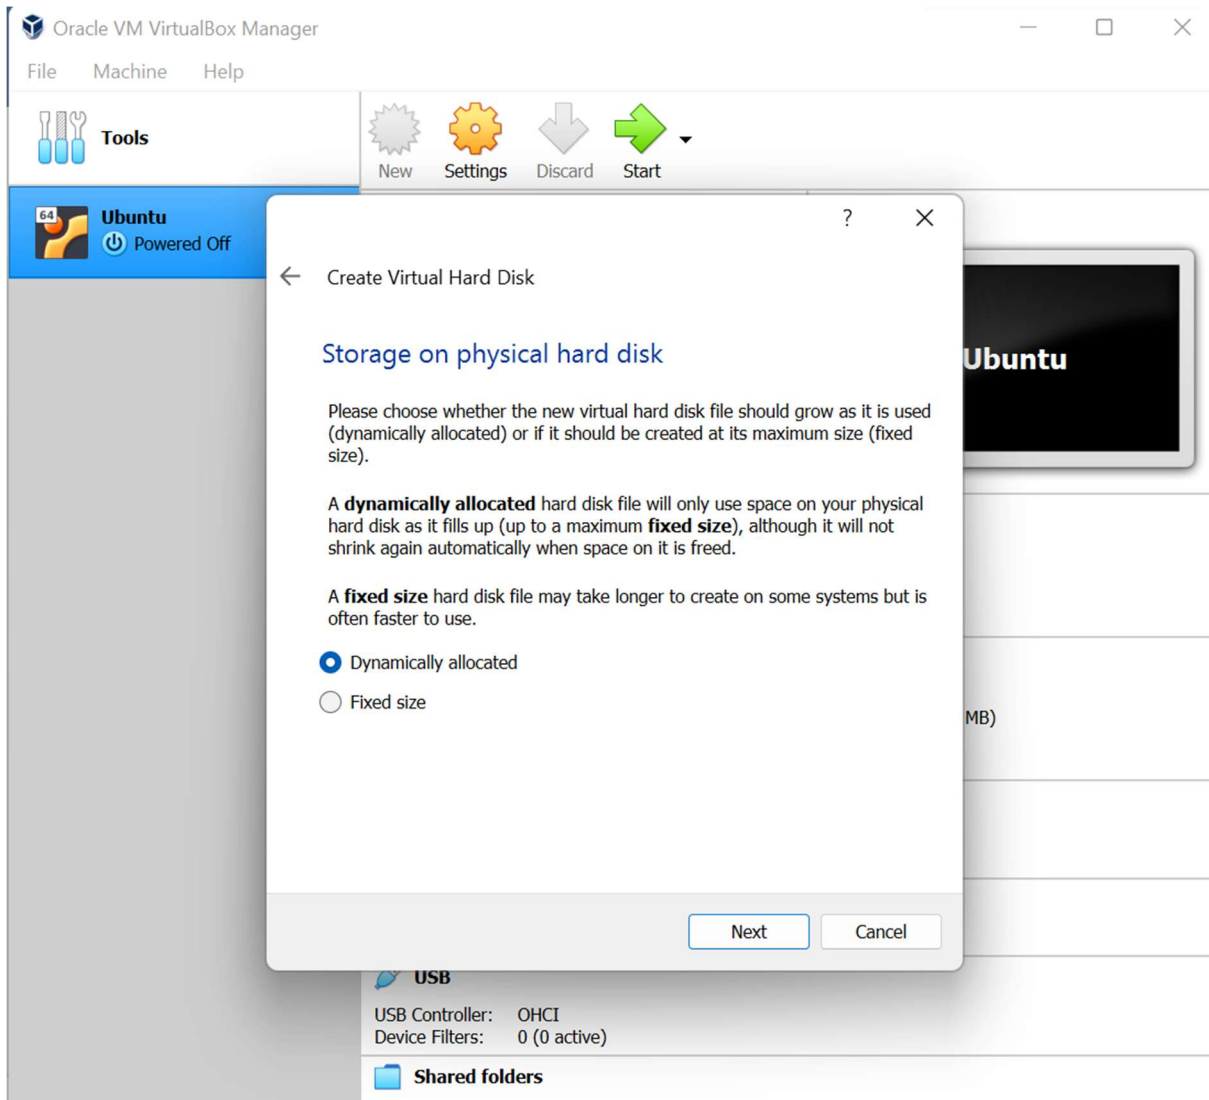 Oracle VM VirtualBox Manager
File Machine Help
Tools
New Settings Discard Start
64
Ubuntu
Powered Off
?
Create Virtual Hard Disk
Storage on physical hard disk
Please choose whether the new virtual hard disk file should grow as it is used
(dynamically allocated) or if it should be created at its maximum size (fixed
size).
A dynamically allocated hard disk file will only use space on your physical
hard disk as it fills up (up to a maximum fixed size), although it will not
shrink again automatically when space on it is freed.
A fixed size hard disk file may take longer to create on some systems but is
often faster to use.
Dynamically allocated
Fixed size
Next Cancel
Ubuntu
MB)
USB
USB Controller: OHCI
Device Filters: 0 (0 active)
Shared folders